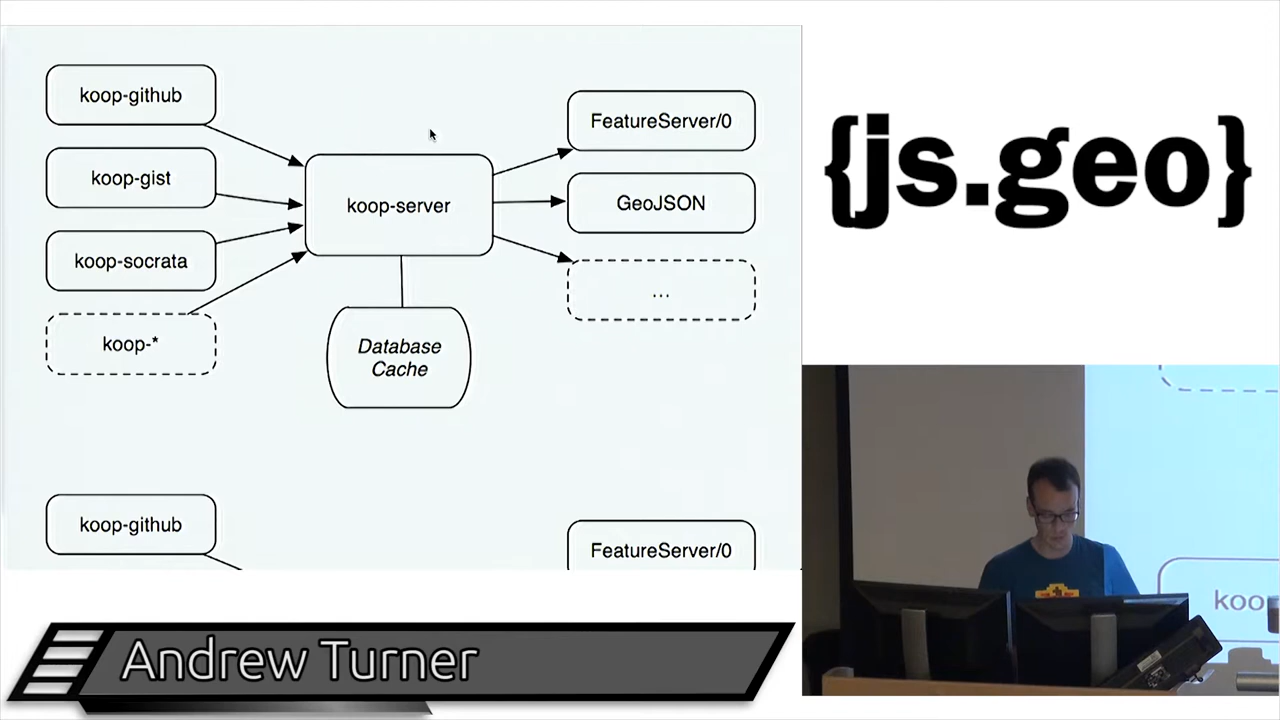 koop-github
koop-gist
koop-socrata
koop-*
koop-server
Database
Cache
FeatureServer/0
GeoJSON
...
koop-github
FeatureServer/0
{js.geo}
koo
Andrew Turner